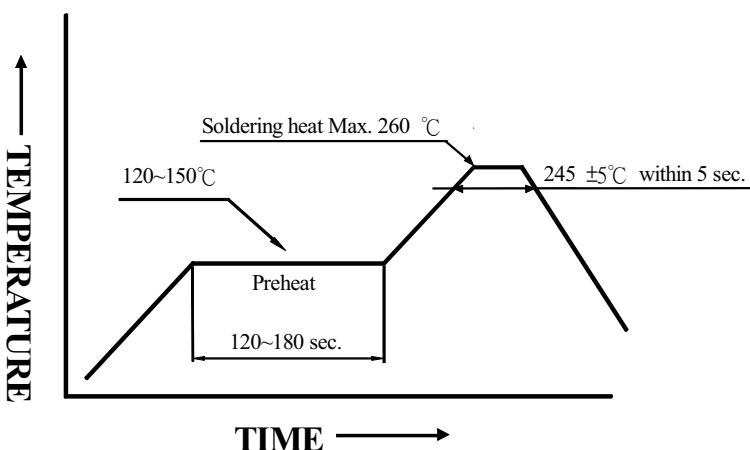 Soldering heat Max. 260 ℃
120~150℃
245 ±5℃ within 5 sec.
Preheat
120~180 sec.
TEMPERATURE
TIME